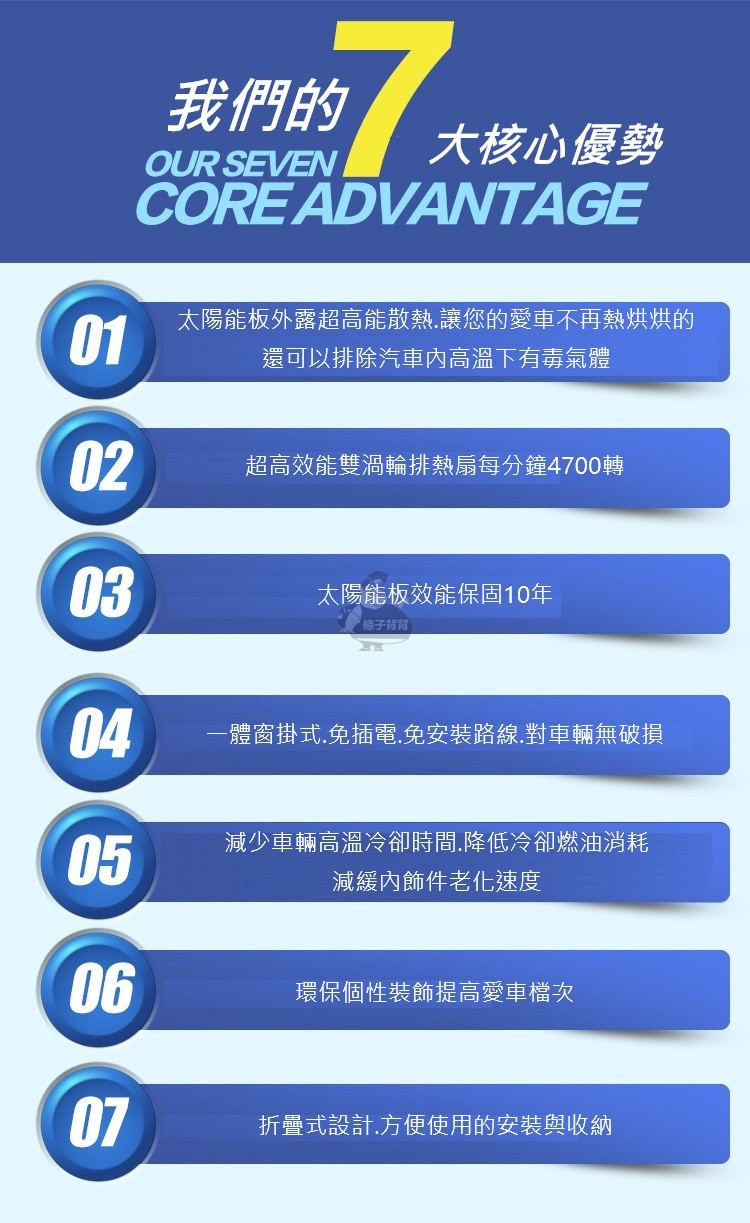 我們的7大核心優勢
OUR SEVEN
CORE ADVANTAGE
01
太陽能板外露超高能散熱.讓您的愛車不再熱烘烘的
還可以排除汽車內高溫下有毒氣體
02
超高效能雙渦輪排熱扇每分鐘4700轉
03
太陽能板效能保固10年
條子背背
04
一體窗掛式.免插電.免安裝路線.對車輛無破損
05
減少車輛高溫冷卻時間.降低冷卻燃油消耗
減緩內飾件老化速度
06
環保個性裝飾提高愛車檔次
07
折疊式設計.方便使用的安裝與收納